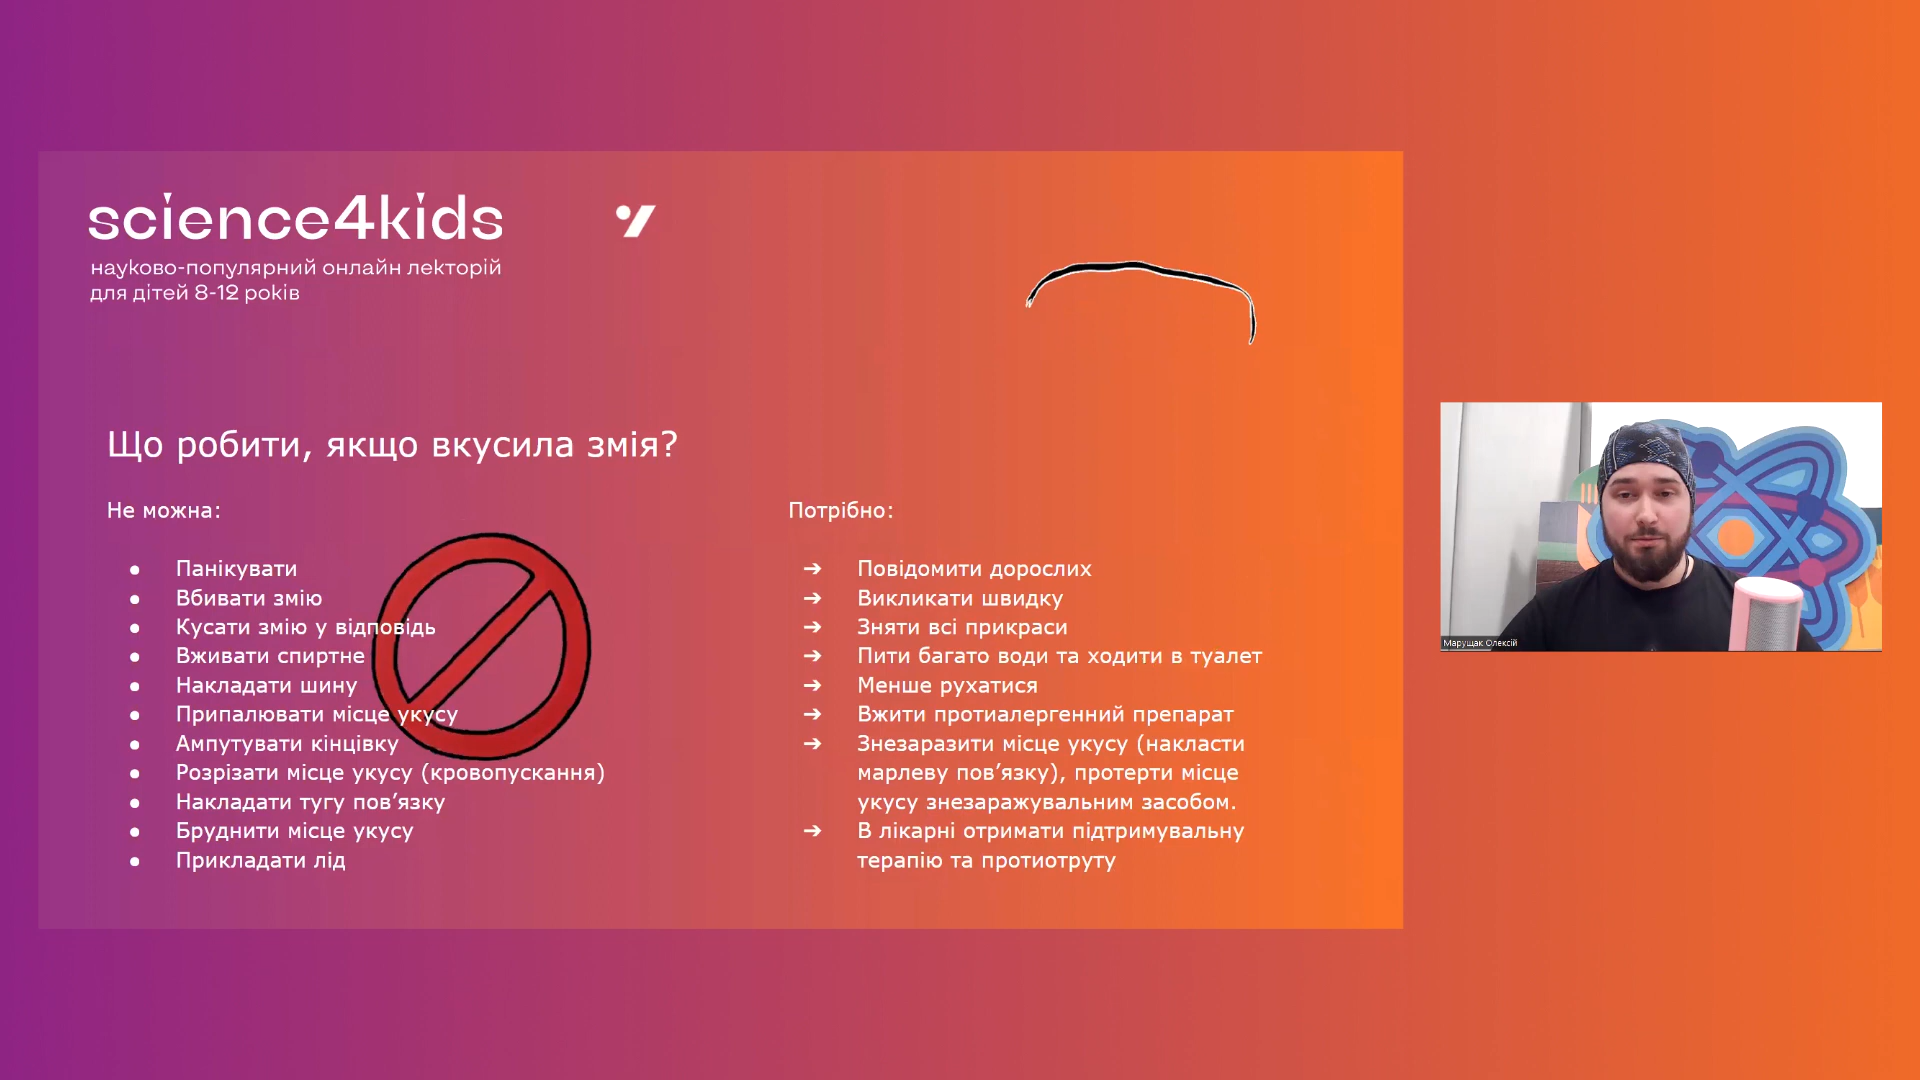 science4kids
науково-популярний онлайн лекторій
для дітей 8-12 років
Що робити, якщо вкусила змія?
Не можна:
● Панікувати
● Вбивати змію
● Кусати змію у відповідь
● Вживати спиртне
● Накладати шину
● Припалювати місце укусу
● Ампутувати кінцівку
● Розрізати місце укусу (кровопускання)
● Накладати тугу пов’язку
● Бруднити місце укусу
● Прикладати лід
Потрібно:
➔ Повідомити дорослих
➔ Викликати швидку
➔ Зняти всі прикраси
➔ Пити багато води та ходити в туалет
➔ Менше рухатися
➔ Вжити протиалергенний препарат
➔ Знезаразити місце укусу (накласти
марлеву пов’язку), протерти місце
укусу знезаражувальним засобом.
➔ В лікарні отримати підтримувальну
терапію та протиотруту
Марущак Олексій